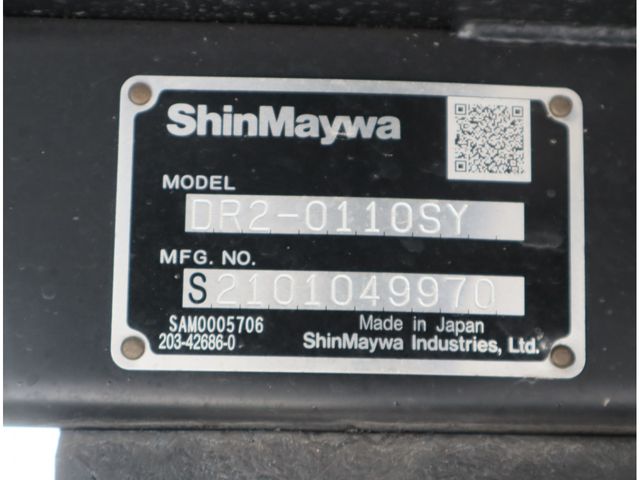 ShinMaywa
MODEL
DR2-0110SY
MFG. NO.
S2101049970
SAM0005706
203-42686-0
Made in Japan
ShinMaywa Industries, Ltd.